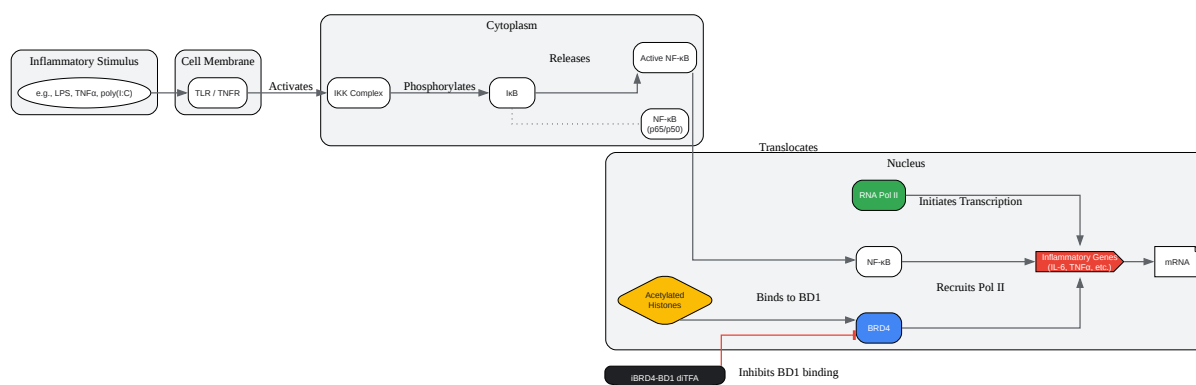 Cytoplasm
Inflammatory Stimulus
Cell Membrane
Releases
Active NF-κB
e.g., LPS, TNFα, poly(I:C)
TLR / TNFR
Activates
IKK Complex
Phosphorylates
IκB
NF-κB
(p65/p50)
Translocates
Nucleus
RNA Pol II
Initiates Transcription
NF-κB
Inflammatory Genes
(IL-6, TNFα, etc.)
mRNA
Recruits Pol II
Acetylated
Histones
Binds to BD1
BRD4
iBRD4-BD1 diTFA
Inhibits BD1 binding